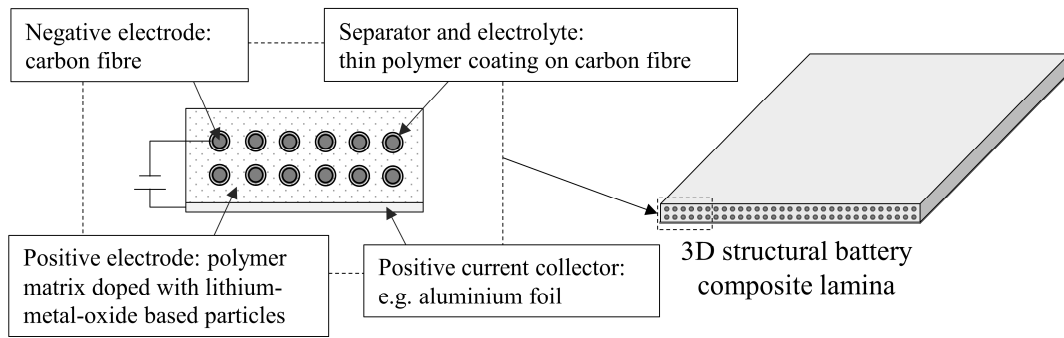 Negative electrode:
carbon fibre
Separator and electrolyte:
thin polymer coating on carbon fibre
Positive electrode: polymer
matrix doped with lithium-
metal-oxide based particles
Positive current collector:
e.g. aluminium foil
3D structural battery
composite lamina